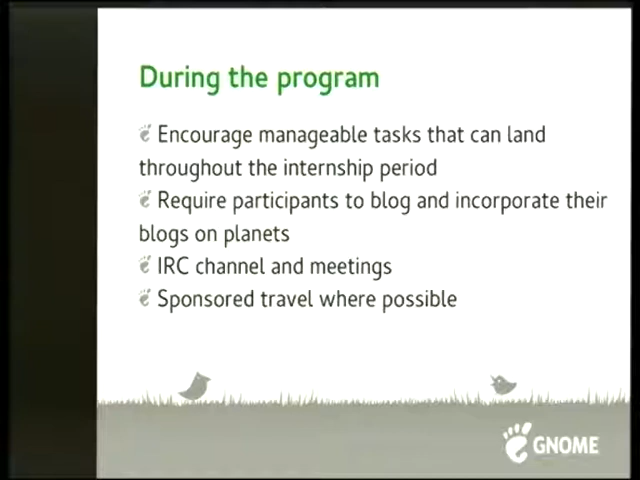 During the program
Encourage manageable tasks that can land
throughout the internship period
Require participants to blog and incorporate their
blogs on planets
IRC channel and meetings
Sponsored travel where possible
GNOME